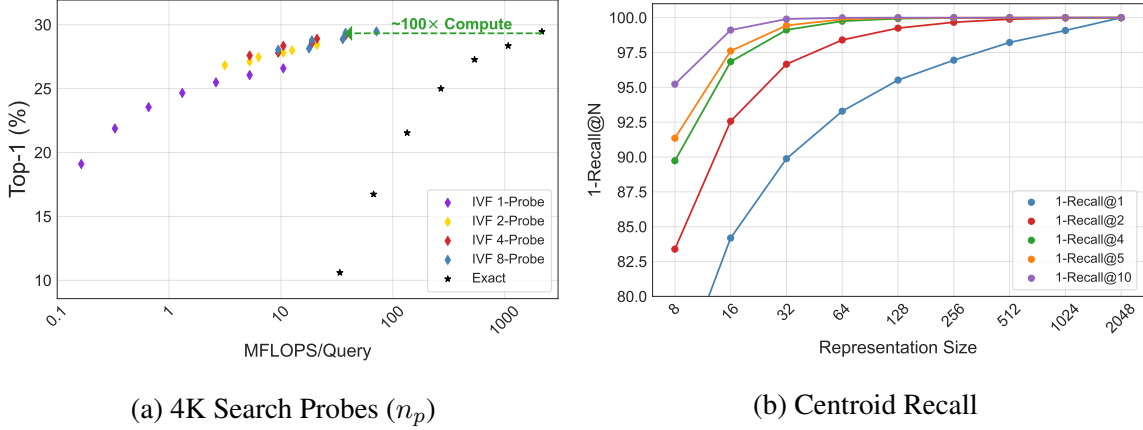 ~100× Compute
Top-1 (%)
30
25
20
15
10
IVF 1-Probe
IVF 2-Probe
IVF 4-Probe
IVF 8-Probe
Exact
0.1 1 10 100 1000
MFLOPS/Query
(a) 4K Search Probes (n_p)
1-Recall@N
100.0
97.5
95.0
92.5
90.0
87.5
85.0
82.5
80.0
1-Recall@1
1-Recall@2
1-Recall@4
1-Recall@5
1-Recall@10
8 16 32 64 128 256 512 1024 2048
Representation Size
(b) Centroid Recall